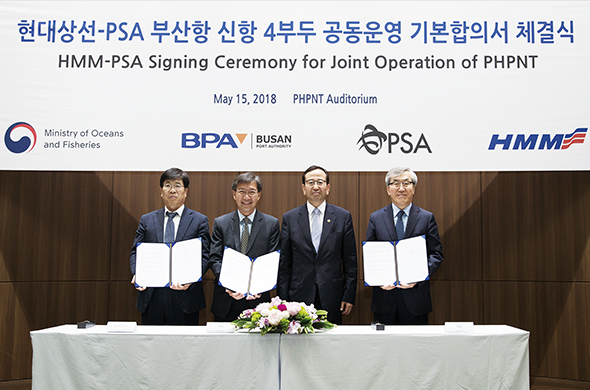 현대상선-PSA 부산항 신항 4부두 공동운영 기본합의서 체결식
HMM-PSA Signing Ceremony for Joint Operation of PHPNT
May 15, 2018 PHPNT Auditorium
Ministry of Oceans
and Fisheries
BPA BUSAN
PORT AUTHORITY
PSA
HMM